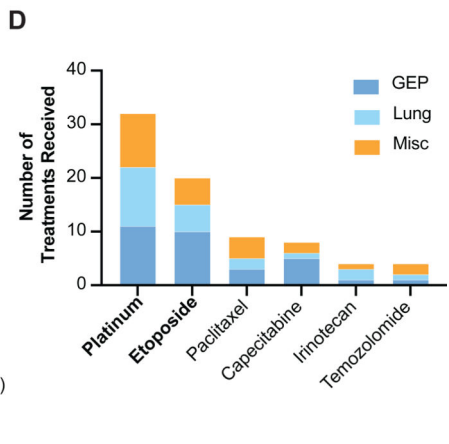 D
Number of
Treatments Received
40
30
20
10
0
GEP
Lung
Misc
Platinum
Etoposide
Paclitaxel
Capecitabine
Irinotecan
Temozolomide
)